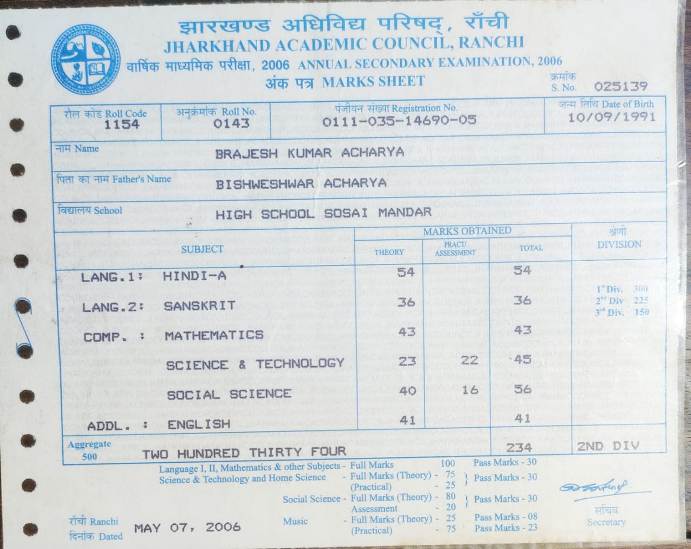 झारखण्ड अधिविद्य परिषद्, राँची
JHARKHAND ACADEMIC COUNCIL, RANCHI
वार्षिक माध्यमिक परीक्षा, 2006 ANNUAL SECONDARY EXAMINATION, 2006
अंक पत्र MARKS SHEET
क्रमांक
S. No. 025139
रौल कोड Roll Code अनुक्रमांक Roll No. पंजीयन संख्या Registration No. जन्म तिथि Date of Birth
1154 0143 0111-035-14690-05 10/09/1991
नाम Name BRAJESH KUMAR ACHARYA
पिता का नाम Father's Name BISHWESHWAR ACHARYA
विद्यालय School HIGH SCHOOL SOSAI MANDAR
SUBJECT MARKS OBTAINED श्रेणी
THEORY PRACT/ ASSESSMENT TOTAL DIVISION
LANG.1: HINDI-A 54 54
1st Div. 300
LANG.2: SANSKRIT 36 36
2nd Div 225
3rd Div. 150
COMP. : MATHEMATICS 43 43
SCIENCE & TECHNOLOGY 23 22 45
SOCIAL SCIENCE 40 16 56
ADDL. : ENGLISH 41 41
Aggregate
500 TWO HUNDRED THIRTY FOUR 234 2ND DIV
Language I, II, Mathematics & other Subjects - Full Marks 100 Pass Marks - 30
Science & Technology and Home Science - Full Marks (Theory) - 75 } Pass Marks - 30
(Practical) - 25
Social Science - Full Marks (Theory) - 80 } Pass Marks - 30
Assessment - 20
Music - Full Marks (Theory) - 25 Pass Marks - 08
(Practical) - 75 Pass Marks - 23
राँची Ranchi
दिनांक Dated MAY 07, 2006
सचिव
Secretary